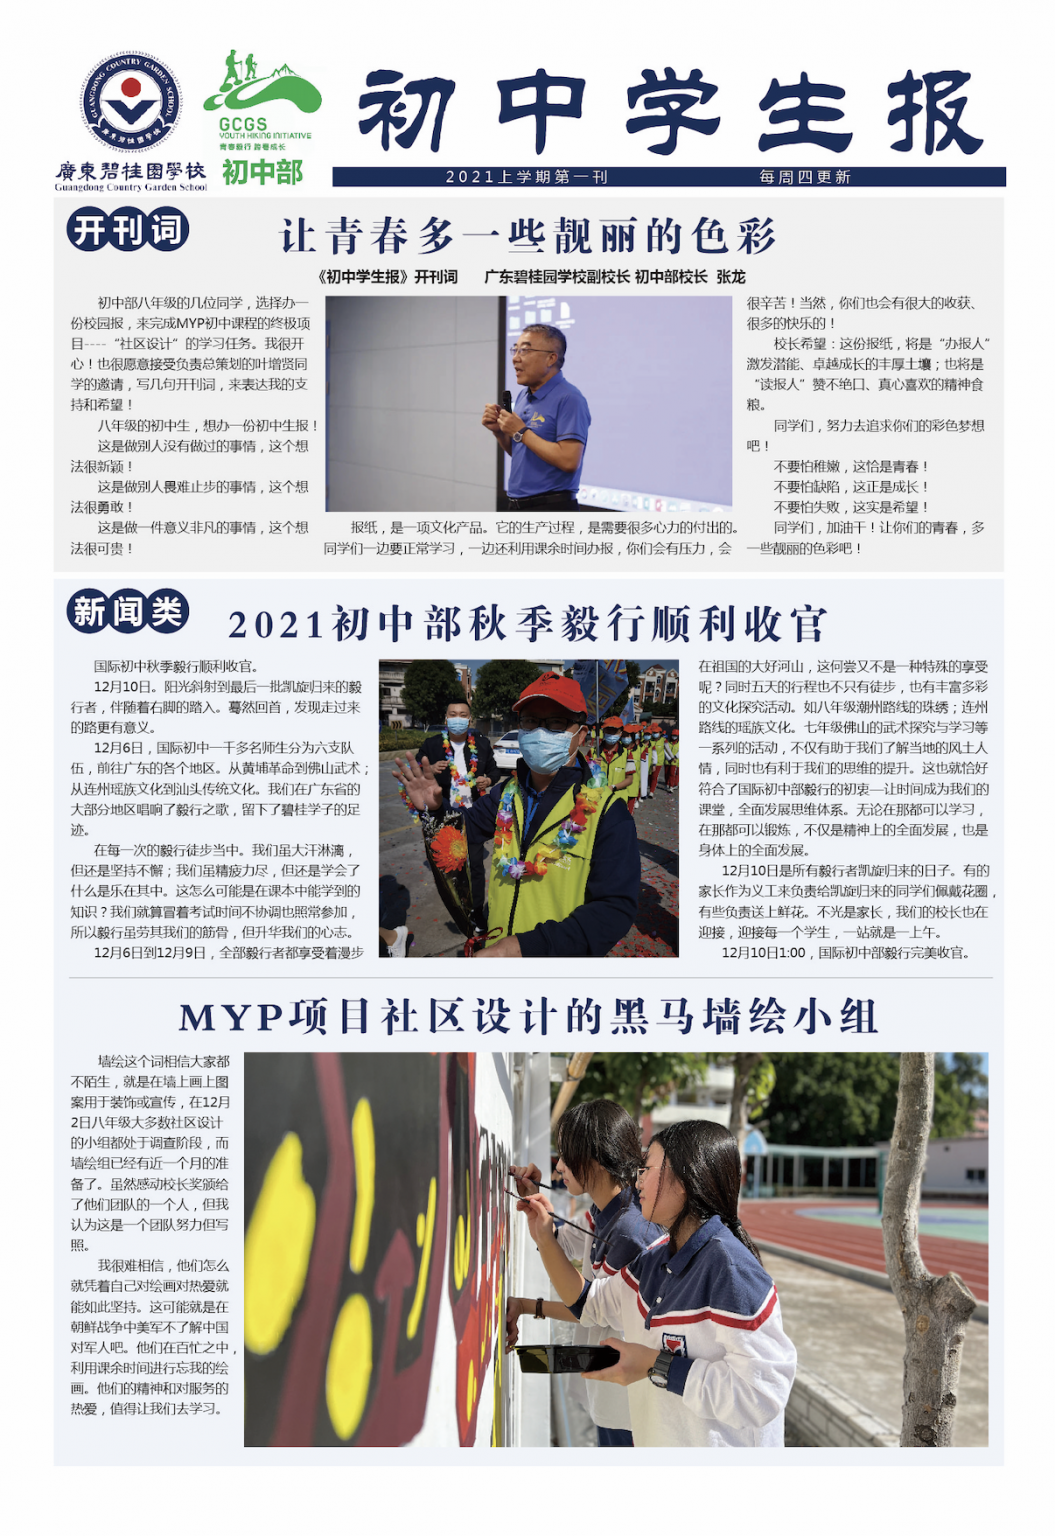 GUANGDONG COUNTRY GARDEN SCHOOL
廣東碧桂園學校
廣東碧桂園學校
Guangdong Country Garden School
GCGS
YOUTH HIKING INITIATIVE
青春毅行 踏春成长
初中部
初中学生报
2021上学期第一刊
每周四更新
开刊词
让青春多一些靓丽的色彩
《初中学生报》开刊词 广东碧桂园学校副校长 初中部校长 张龙
初中部八年级的几位同学，选择办一
份校园报，来完成MYP初中课程的终极项
目----“社区设计”的学习任务。我很开
心！也很愿意接受负责总策划的叶增贤同
学的邀请，写几句开刊词，来表达我的支
持和希望！
八年级的初中生，想办一份初中生报！
这是做别人没有做过的事情，这个想
法很新颖！
这是做别人畏难止步的事情，这个想
法很勇敢！
这是做一件意义非凡的事情，这个想
法很可贵！
报纸，是一项文化产品。它的生产过程，是需要很多心力的付出的。
同学们一边要正常学习，一边还利用课余时间办报，你们会有压力，会
很辛苦！当然，你们也会有很大的收获、
很多的快乐的！
校长希望：这份报纸，将是“办报人”
激发潜能、卓越成长的丰厚土壤；也将是
“读报人”赞不绝口、真心喜欢的精神食
粮。
同学们，努力去追求你们的彩色梦想
吧！
不要怕稚嫩，这恰是青春！
不要怕缺陷，这正是成长！
不要怕失败，这实是希望！
同学们，加油干！让你们的青春，多
一些靓丽的色彩吧！
新闻类
2021初中部秋季毅行顺利收官
国际初中秋季毅行顺利收官。
12月10日。阳光斜射到最后一批凯旋归来的毅
行者，伴随着右脚的踏入。蓦然回首，发现走过来
的路更有意义。
12月6日，国际初中一千多名师生分为六支队
伍，前往广东的各个地区。从黄埔革命到佛山武术；
从连州瑶族文化到汕头传统文化。我们在广东省的
大部分地区唱响了毅行之歌，留下了碧桂学子的足
迹。
在每一次的毅行徒步当中。我们虽大汗淋漓，
但还是坚持不懈；我们虽精疲力尽，但还是学会了
什么是乐在其中。这怎么可能是在课本中能学到的
知识？我们就算冒着考试时间不协调也照常参加，
所以毅行虽劳其我们的筋骨，但升华我们的心志。
12月6日到12月9日，全部毅行者都享受着漫步
在祖国的大好河山，这何尝又不是一种特殊的享受
呢？同时五天的行程也不只有徒步，也有丰富多彩
的文化探究活动。如八年级潮州路线的珠绣；连州
路线的瑶族文化。七年级佛山的武术探究与学习等
一系列的活动，不仅有助于我们了解当地的风土人
情，同时也有利于我们的思维的提升。这也就恰好
符合了国际初中部毅行的初衷—让时间成为我们的
课堂，全面发展思维体系。无论在那都可以学习，
在那都可以锻炼，不仅是精神上的全面发展，也是
身体上的全面发展。
12月10日是所有毅行者凯旋归来的日子。有的
家长作为义工来负责给凯旋归来的同学们佩戴花圈，
有些负责送上鲜花。不光是家长，我们的校长也在
迎接，迎接每一个学生，一站就是一上午。
12月10日1:00，国际初中部毅行完美收官。
MYP项目社区设计的黑马墙绘小组
墙绘这个词相信大家都
不陌生，就是在墙上画上图
案用于装饰或宣传，在12月
2日八年级大多数社区设计
的小组都处于调查阶段，而
墙绘组已经有近一个月的准
备了。虽然感动校长奖颁给
了他们团队的一个人，但我
认为这是一个团队努力但写
照。
我很难相信，他们怎么
就凭着自己对绘画对热爱就
能如此坚持。这可能就是在
朝鲜战争中美军不了解中国
对军人吧。他们在百忙之中，
利用课余时间进行忘我的绘
画。他们的精神和对服务的
热爱，值得让我们去学习。